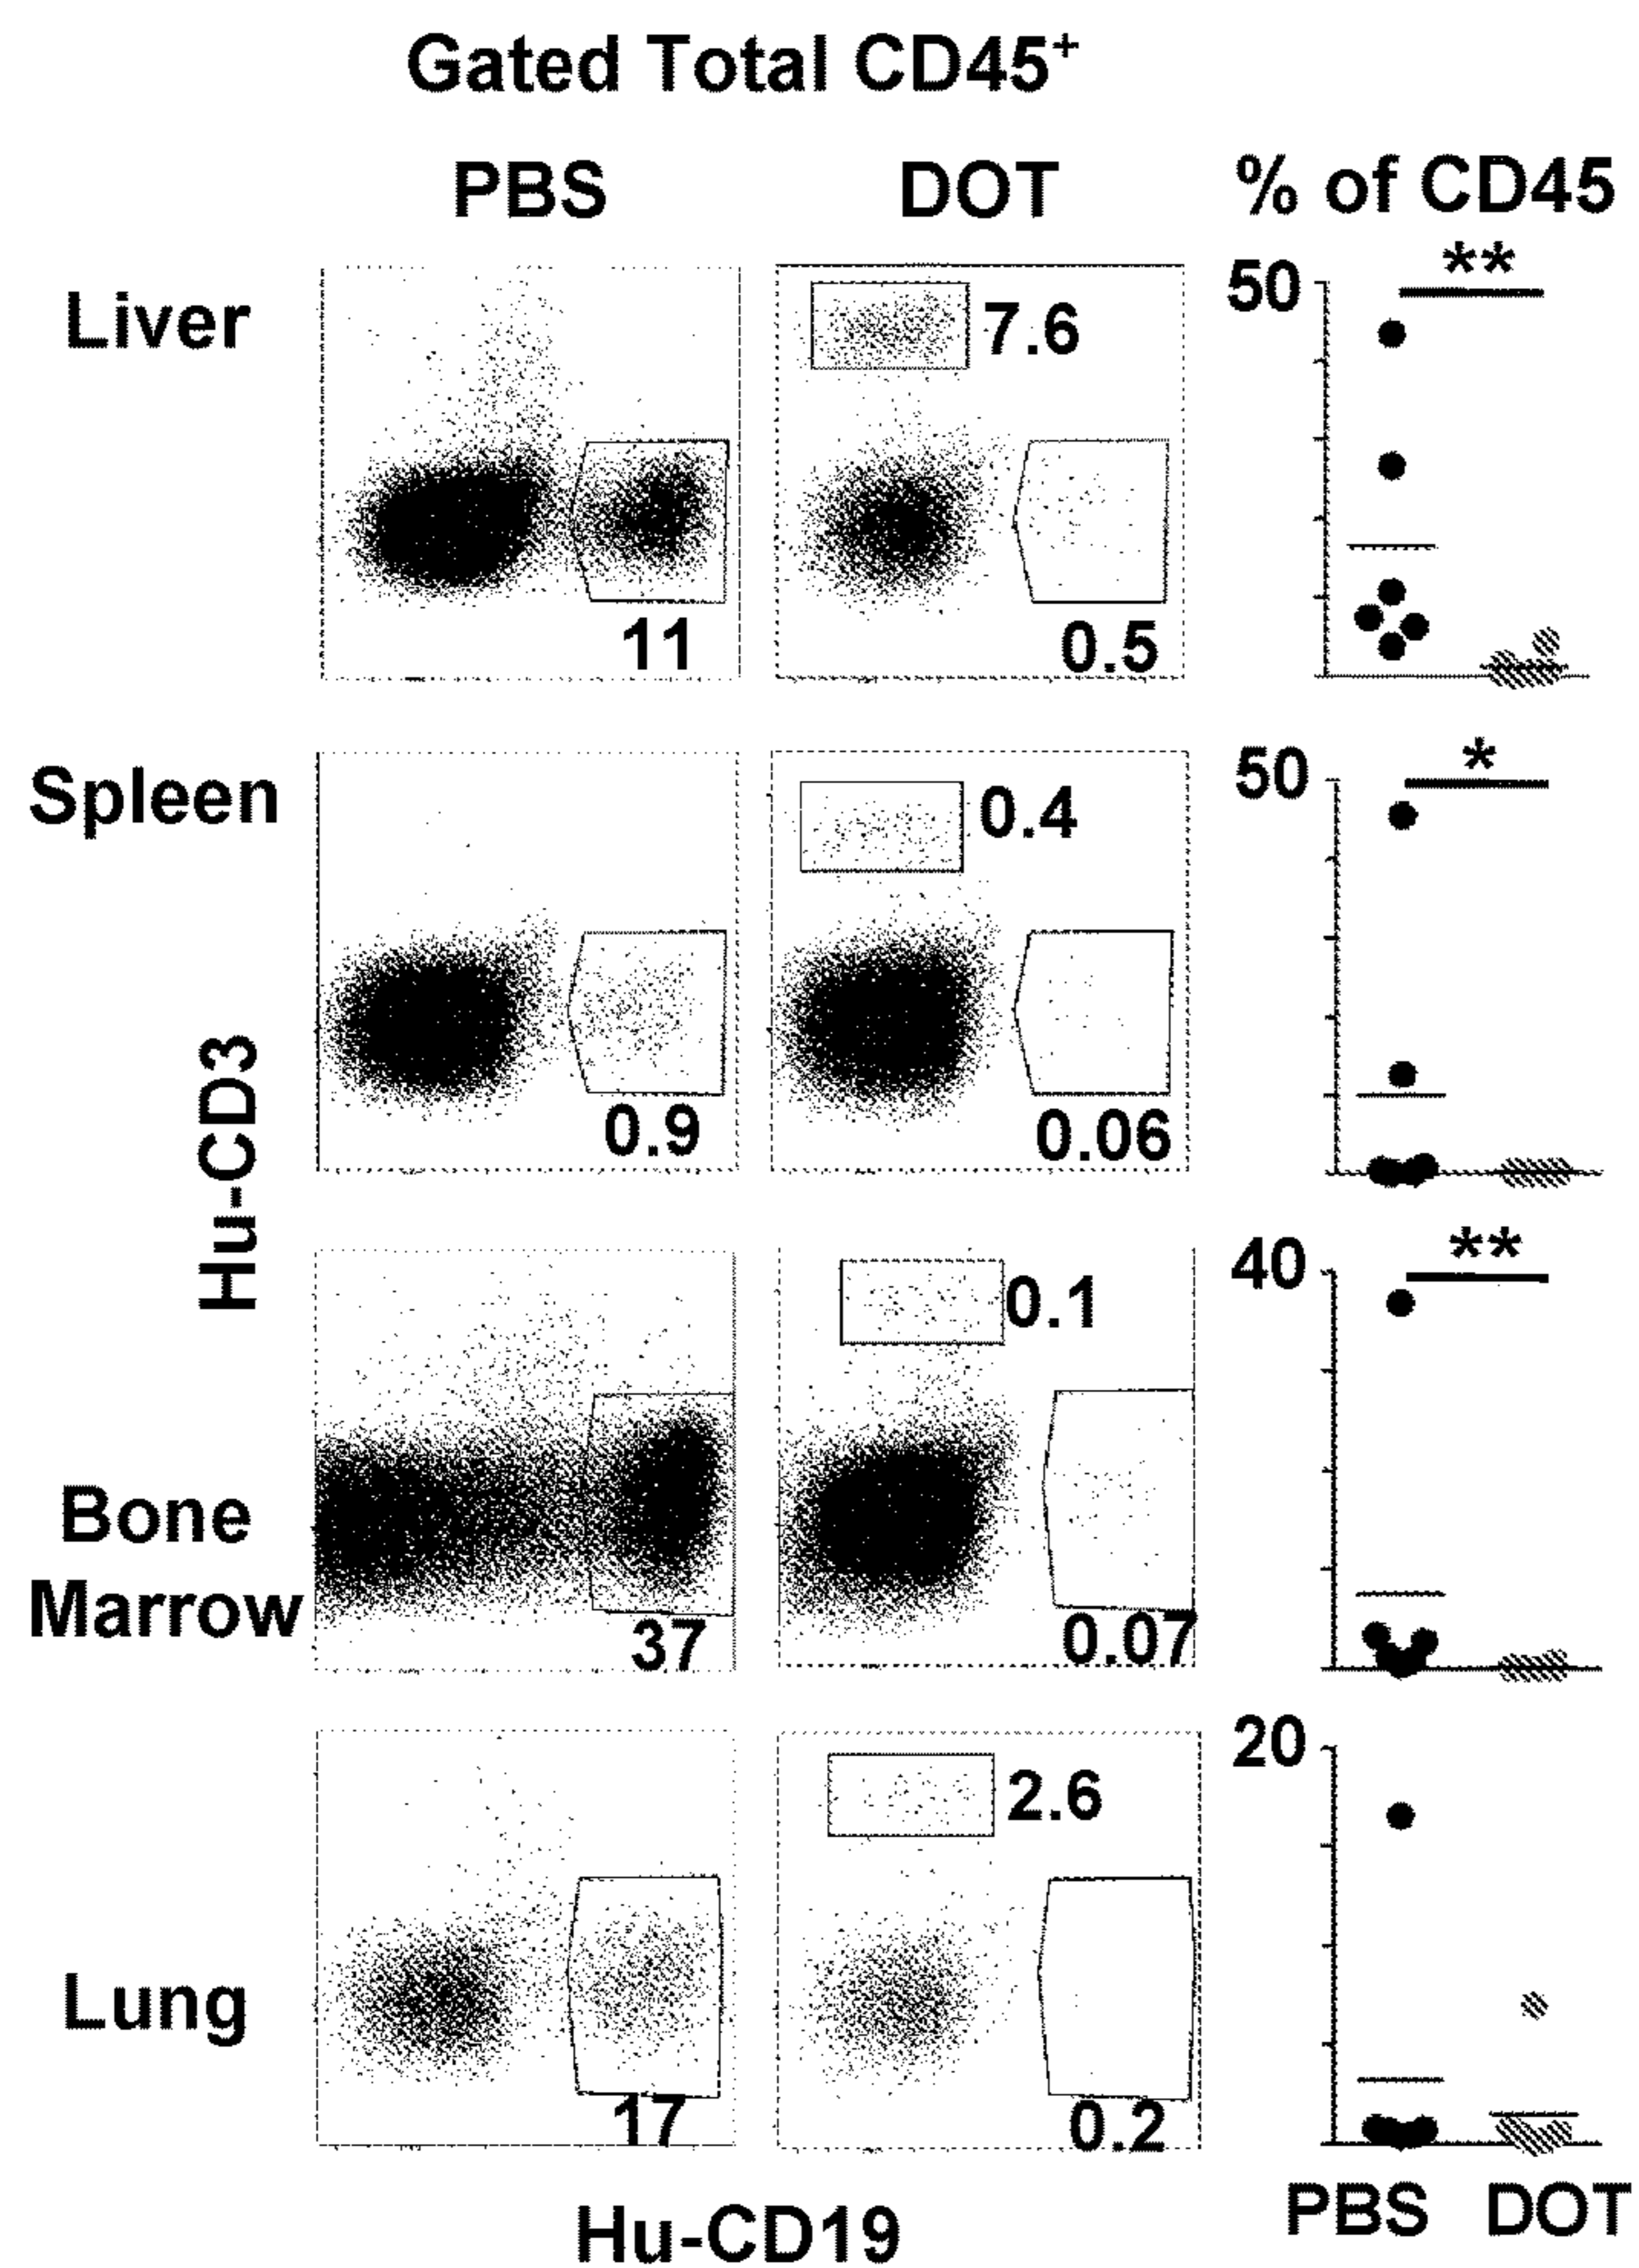 Gated Total CD45+
PBS DOT % of CD45
Liver
7.6
11
0.5
50
**
Spleen
0.4
0.9
0.06
50
*
Hu-CD3
Bone
Marrow
0.1
37
0.07
40
**
Lung
2.6
17
0.2
20
PBS DOT
Hu-CD19